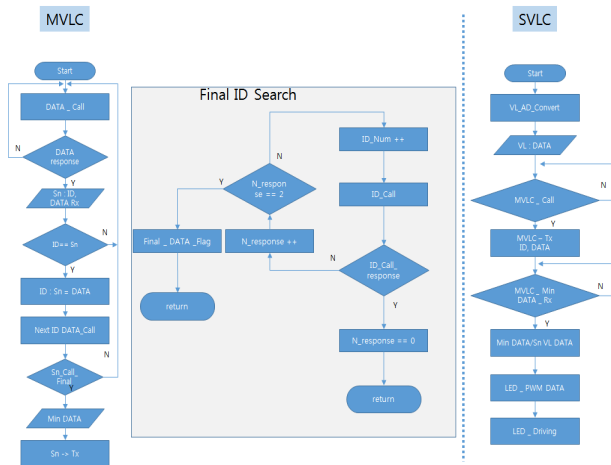 MVLC
Start
DATA _ Call
DATA
response
N
Y
Sn : ID,
DATA Rx
ID== Sn
N
Y
ID : Sn = DATA
Next ID DATA_Call
Sn_Call_
Final
N
Y
Min DATA
Sn -> Tx
Final ID Search
ID_Num ++
N
N_respon
se == 2
Y
ID_Call
Final _ DATA _Flag
N_response ++
N
ID_Call_
response
Y
return
N_response == 0
return
SVLC
Start
VL_AD_Convert
VL : DATA
MVLC _ Call
N
Y
MVLC – Tx
ID, DATA
MVLC _ Min
DATA _ Rx
N
Y
Min DATA/Sn VL DATA
LED _ PWM DATA
LED _ Driving